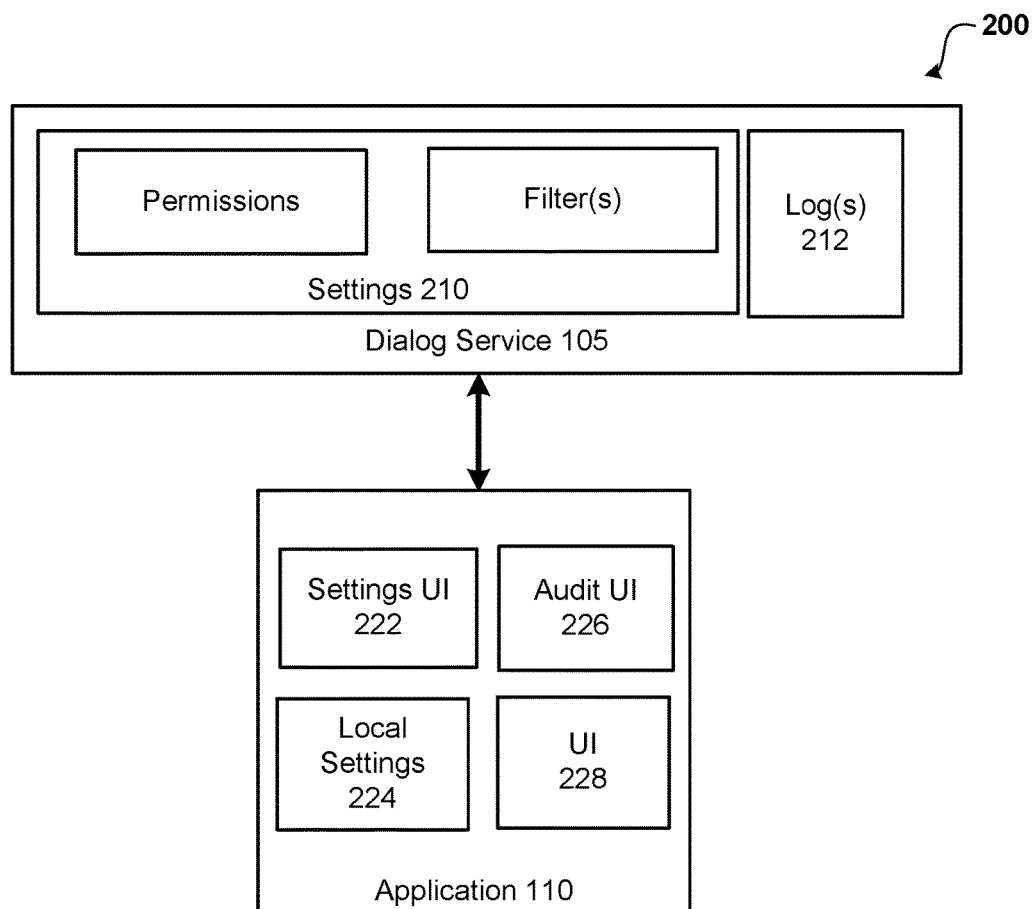 200
Permissions
Filter(s)
Log(s)
212
Settings 210
Dialog Service 105
Settings UI
222
Audit UI
226
Local
Settings
224
UI
228
Application 110